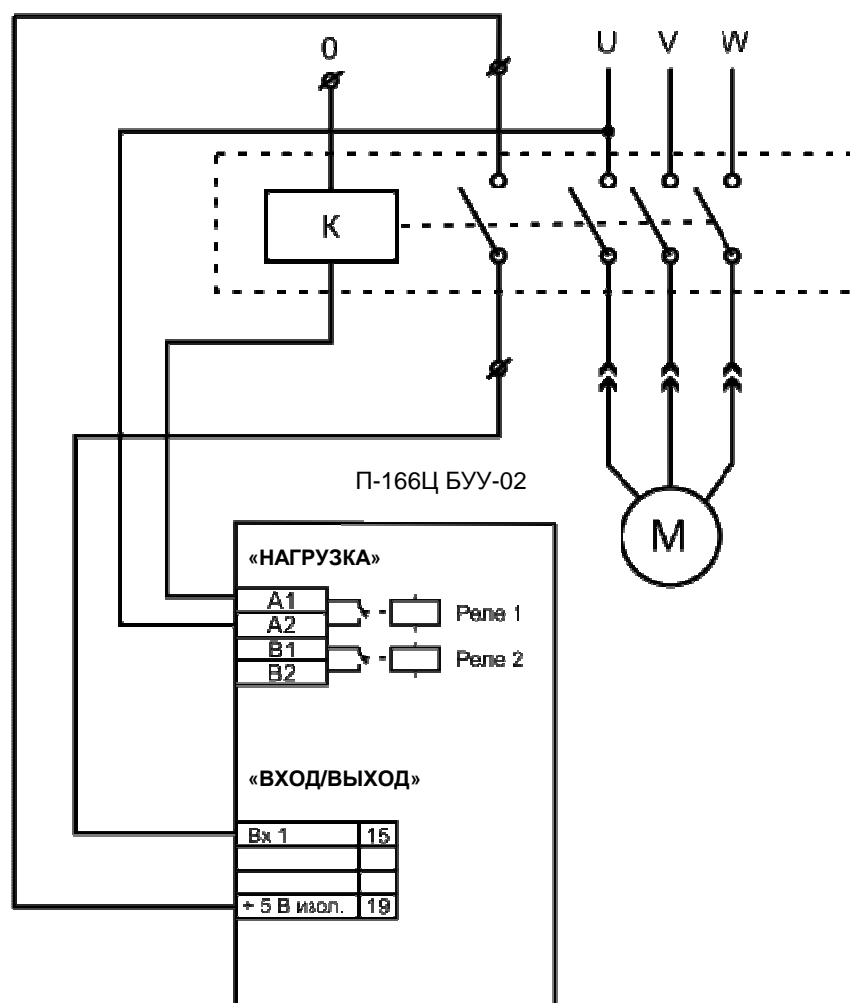 0
U V W
К
П-166Ц БУУ-02
М
«НАГРУЗКА»
А1
А2
В1
В2
Реле 1
Реле 2
«ВХОД/ВЫХОД»
Вх 1 15
+ 5 В изол. 19